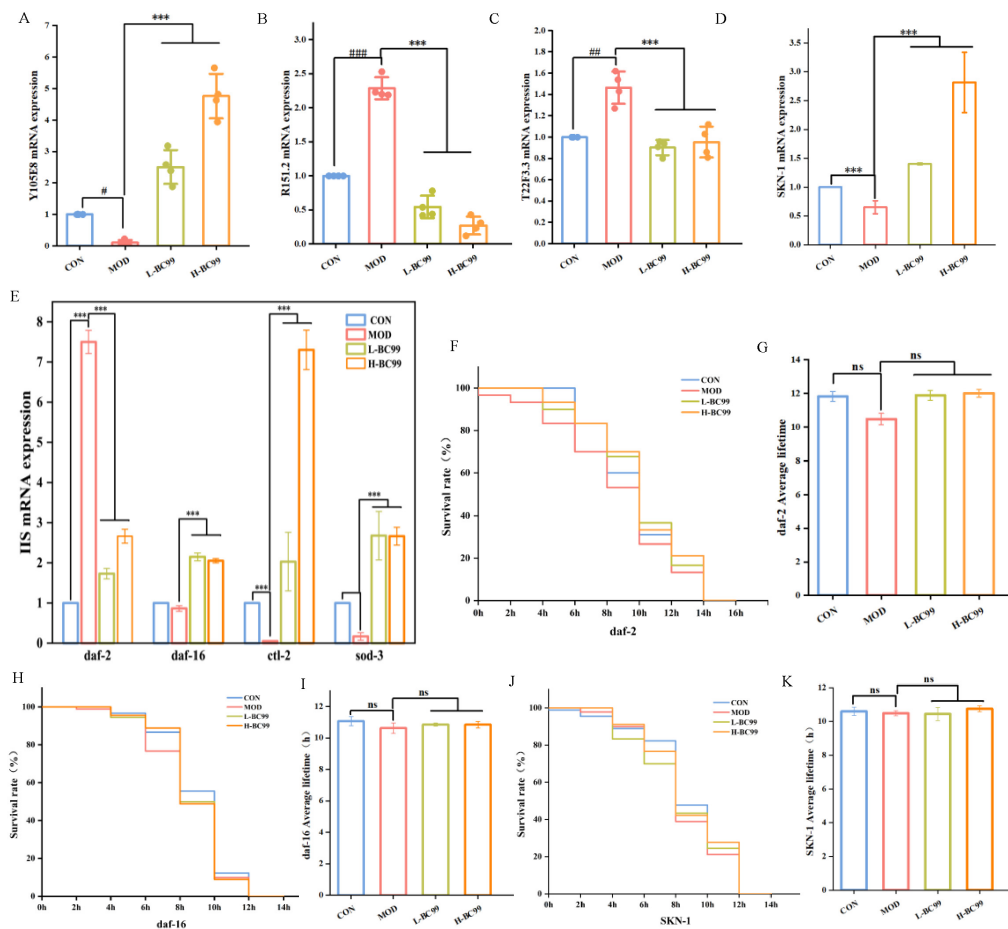 A
Y105E8 mRNA expression
6
5
4
3
2
1
0
***
#
CON
MOD
L-BC99
H-BC99
B
R151.2 mRNA expression
3.0
2.5
2.0
1.5
1.0
0.5
0.0
###
***
CON
MOD
L-BC99
H-BC99
C
T22F3.3 mRNA expression
1.8
1.6
1.4
1.2
1.0
0.8
0.6
0.4
0.2
0.0
##
***
CON
MOD
L-BC99
H-BC99
D
SKN-1 mRNA expression
3.5
3.0
2.5
2.0
1.5
1.0
0.5
0.0
***
***
CON
MOD
L-BC99
H-BC99
E
IIS mRNA expression
8
7
6
5
4
3
2
1
0
*** ***
***
***
***
***
***
CON
MOD
L-BC99
H-BC99
daf-2 daf-16 ctl-2 sod-3
F
Survival rate（%）
100
80
60
40
20
0
CON
MOD
L-BC99
H-BC99
0h 2h 4h 6h 8h 10h 12h 14h 16h
daf-2
G
daf-2 Average lifetime
14
12
10
8
6
4
2
0
ns
ns
CON
MOD
L-BC99
H-BC99
H
Survival rate（%）
100
80
60
40
20
0
CON
MOD
L-BC99
H-BC99
0h 2h 4h 6h 8h 10h 12h 14h
daf-16
I
daf-16 Average lifetime（h）
12
10
8
6
4
2
0
ns
ns
CON
MOD
L-BC99
H-BC99
J
Survival rate（%）
100
80
60
40
20
0
CON
MOD
L-BC99
H-BC99
0h 2h 4h 6h 8h 10h 12h 14h
SKN-1
K
SKN-1 Average lifetime（h）
12
10
8
6
4
2
0
ns
ns
CON
MOD
L-BC99
H-BC99